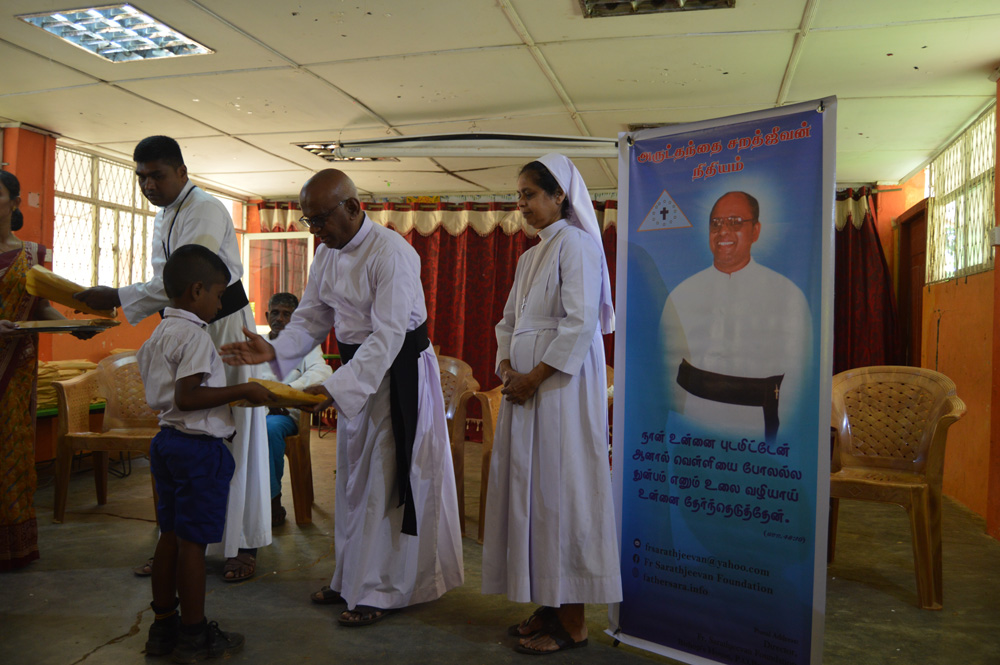 அருட்தந்தை சரத்ஜீவன்
நிதியம்
நான் உன்னை புடமிட்டேன்
ஆனால் வெள்ளியை போலல்ல
துன்பம் எனும் உலை வழியாய்
உன்னை தேர்ந்தெடுத்தேன்.
frsarathjeevan@yahoo.com
Fr Sarathjeevan Foundation
fathersara.info